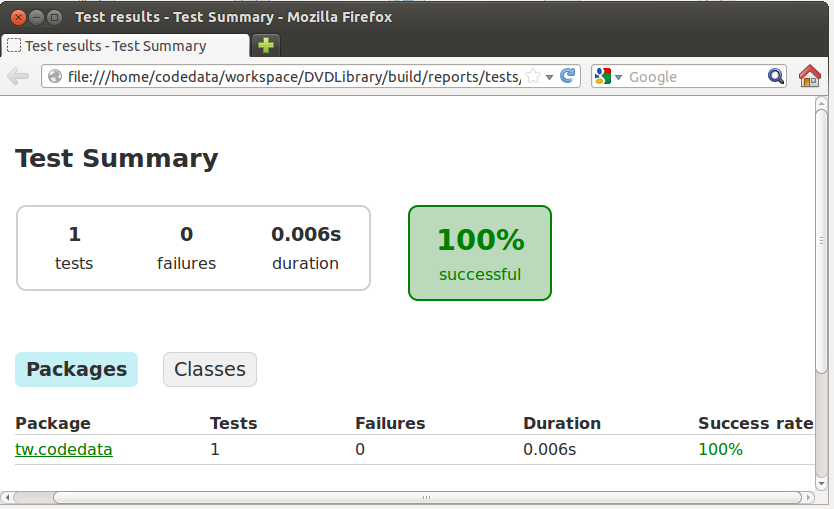 Test results - Test Summary - Mozilla Firefox
Test results - Test Summary
file:///home/codedata/workspace/DVDLibrary/build/reports/tests/
Google
Test Summary
1 0 0.006s
tests failures duration
100%
successful
Packages Classes
Package Tests Failures Duration Success rate
tw.codedata 1 0 0.006s 100%